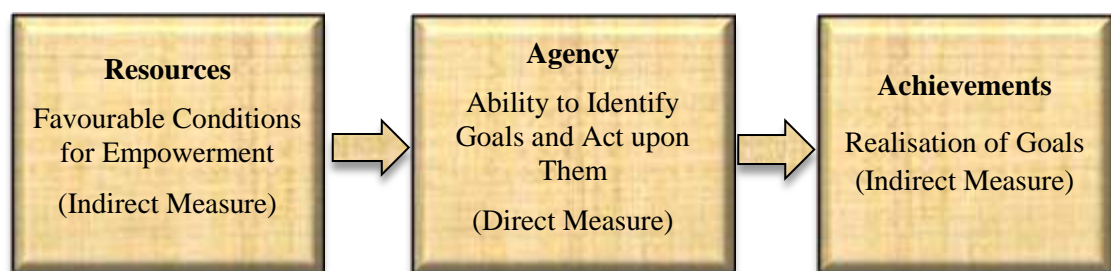 Resources
Favourable Conditions
for Empowerment
(Indirect Measure)
Agency
Ability to Identify
Goals and Act upon
Them
(Direct Measure)
Achievements
Realisation of Goals
(Indirect Measure)